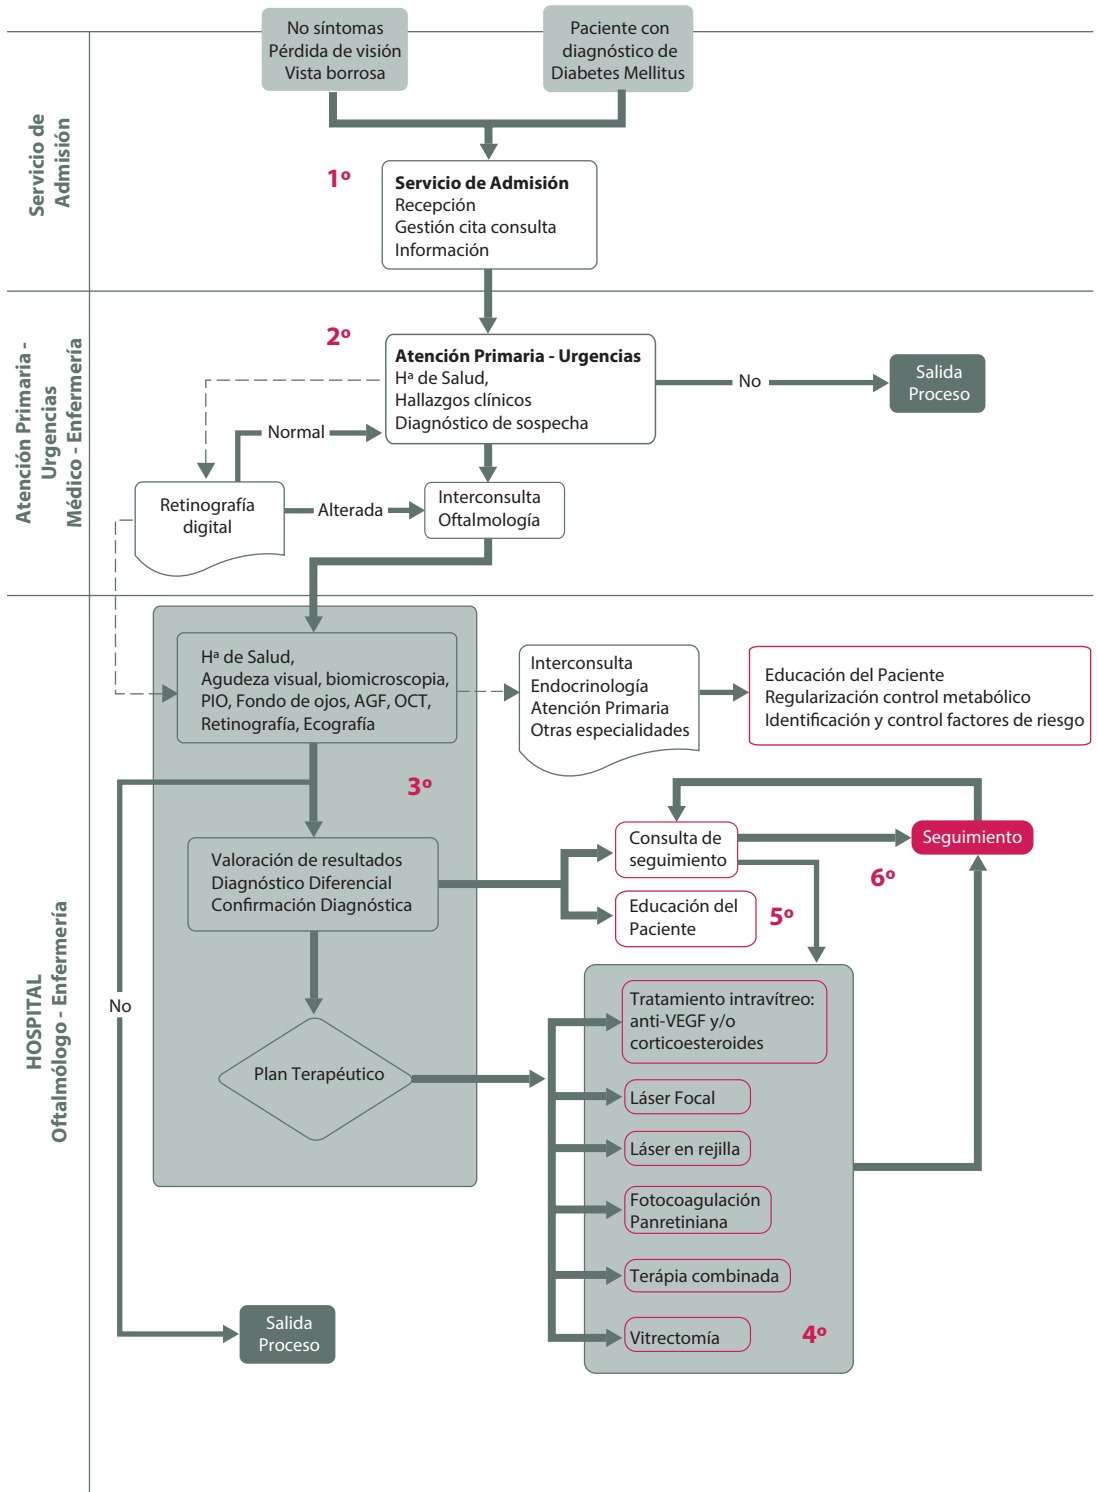 No síntomas
Pérdida de visión
Vista borrosa
Paciente con
diagnóstico de
Diabetes Mellitus
Servicio de
Admisión
1º
Servicio de Admisión
Recepción
Gestión cita consulta
Información
Atención Primaria -
Urgencias
Médico - Enfermería
2º
Atención Primaria - Urgencias
Hª de Salud,
Hallazgos clínicos
Diagnóstico de sospecha
No
Salida
Proceso
Normal
Retinografía
digital
Alterada
Interconsulta
Oftalmología
HOSPITAL
Oftalmólogo - Enfermería
Hª de Salud,
Agudeza visual, biomicroscopia,
PIO, Fondo de ojos, AGF, OCT,
Retinografía, Ecografía
Interconsulta
Endocrinología
Atención Primaria
Otras especialidades
Educación del Paciente
Regularización control metabólico
Identificación y control factores de riesgo
3º
Valoración de resultados
Diagnóstico Diferencial
Confirmación Diagnóstica
Consulta de
seguimiento
Seguimiento
6º
Educación del
Paciente
5º
No
Plan Terapéutico
Tratamiento intravítreo:
anti-VEGF y/o
corticoesteroides
Láser Focal
Láser en rejilla
Fotocoagulación
Panretiniana
Terápia combinada
Vitrectomía
4º
Salida
Proceso